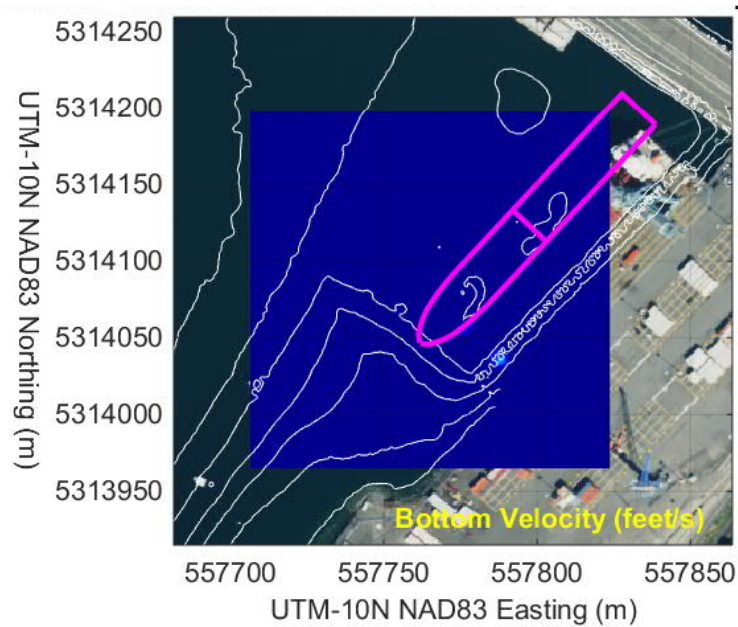 5314250
5314200
5314150
5314100
5314050
5314000
5313950
UTM-10N NAD83 Northing (m)
Bottom Velocity (feet/s)
557700 557750 557800 557850
UTM-10N NAD83 Easting (m)